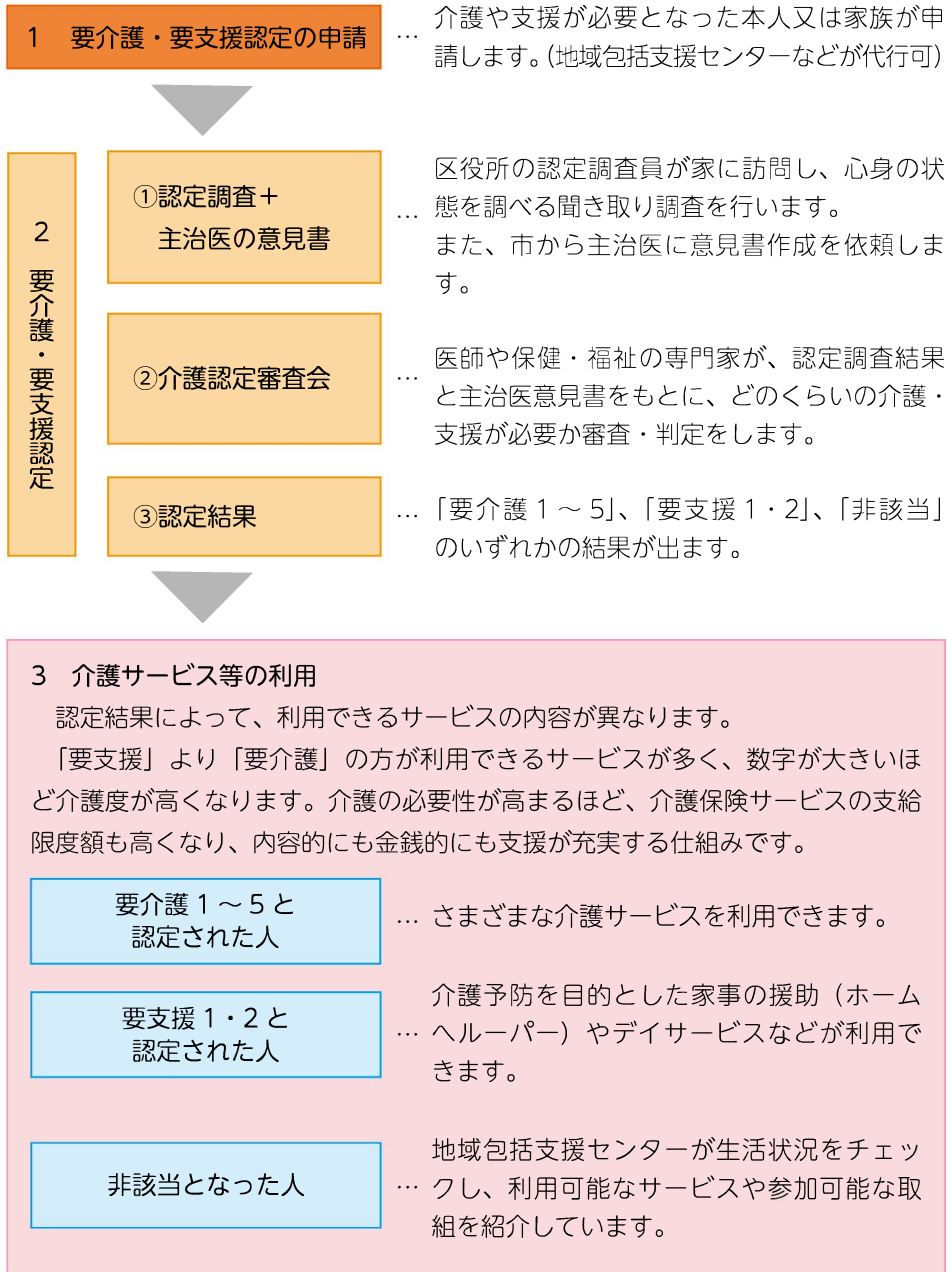 1　要介護・要支援認定の申請
… 介護や支援が必要となった本人又は家族が申
請します。（地域包括支援センターなどが代行可）
2　要介護・要支援認定
①認定調査＋
主治医の意見書
… 区役所の認定調査員が家に訪問し、心身の状
態を調べる聞き取り調査を行います。
また、市から主治医に意見書作成を依頼しま
す。
②介護認定審査会
… 医師や保健・福祉の専門家が、認定調査結果
と主治医意見書をもとに、どのくらいの介護・
支援が必要か審査・判定をします。
③認定結果
… 「要介護 1 ～ 5」、「要支援 1・2」、「非該当」
のいずれかの結果が出ます。
3　介護サービス等の利用
認定結果によって、利用できるサービスの内容が異なります。
「要支援」より「要介護」の方が利用できるサービスが多く、数字が大きいほ
ど介護度が高くなります。介護の必要性が高まるほど、介護保険サービスの支給
限度額も高くなり、内容的にも金銭的にも支援が充実する仕組みです。
要介護 1 ～ 5 と
認定された人
… さまざまな介護サービスを利用できます。
要支援 1・2 と
認定された人
介護予防を目的とした家事の援助（ホーム
… ヘルーパー）やデイサービスなどが利用で
きます。
非該当となった人
地域包括支援センターが生活状況をチェッ
… クし、利用可能なサービスや参加可能な取
組を紹介しています。